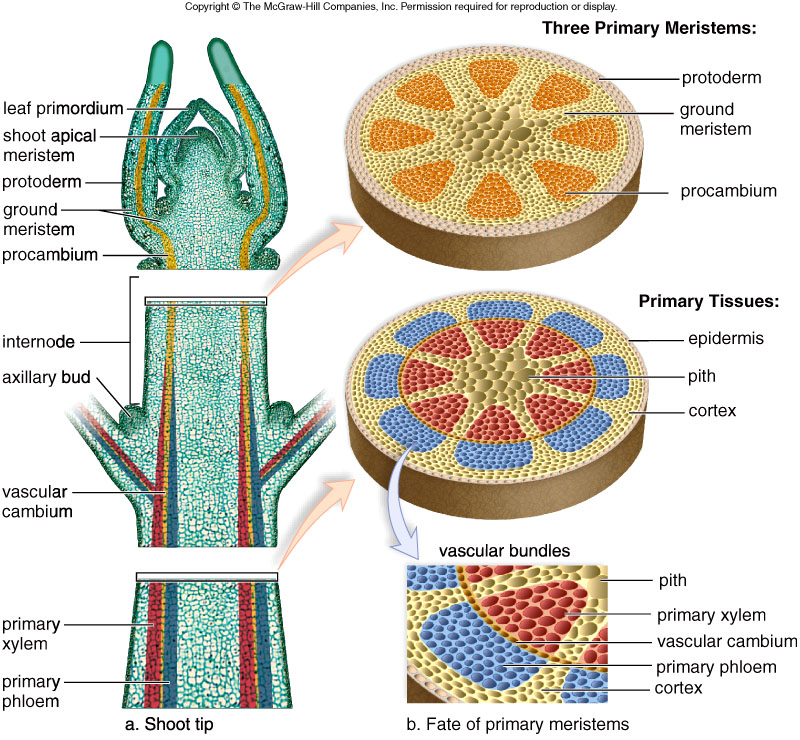 Copyright © The McGraw-Hill Companies, Inc. Permission required for reproduction or display.
Three Primary Meristems:
leaf primordium
shoot apical
meristem
protoderm
ground
meristem
procambium
protoderm
ground
meristem
procambium
internode
axillary bud
vascular
cambium
Primary Tissues:
epidermis
pith
cortex
primary
xylem
primary
phloem
vascular bundles
pith
primary xylem
vascular cambium
primary phloem
cortex
a. Shoot tip
b. Fate of primary meristems